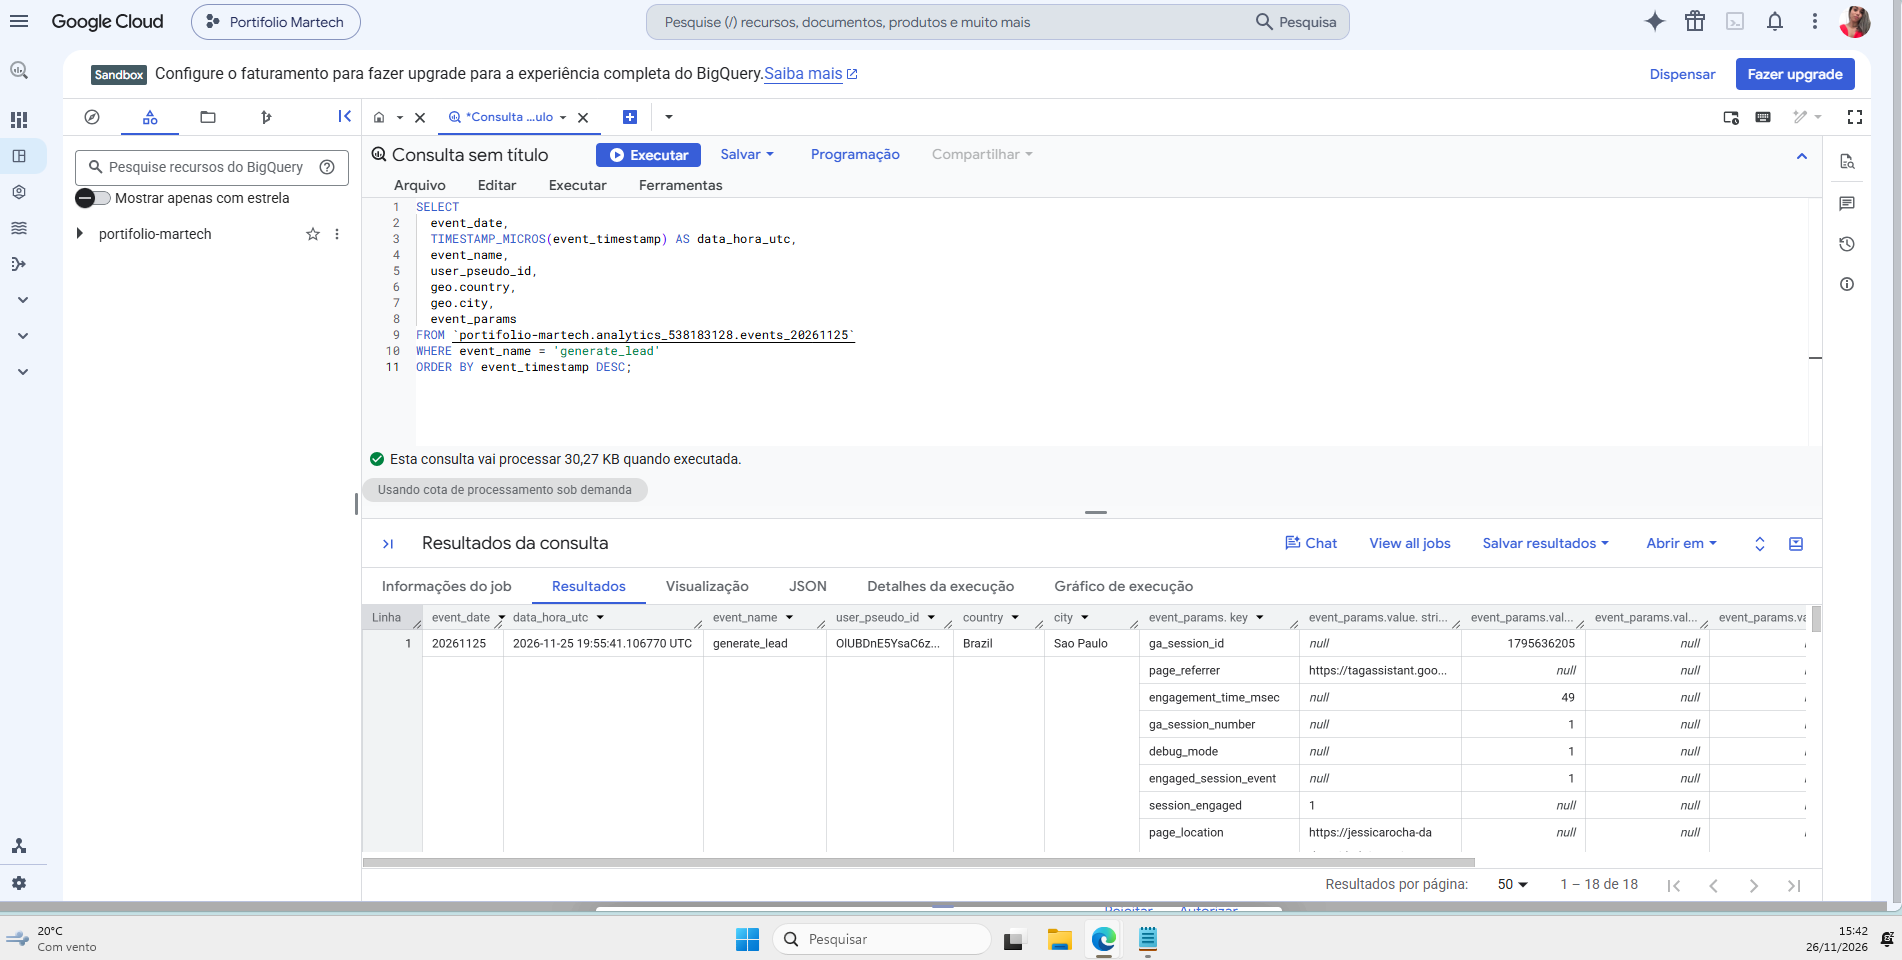 Google Cloud
Portifolio Martech
Pesquise (/) recursos, documentos, produtos e muito mais
Pesquisa
Sandbox
Configure o faturamento para fazer upgrade para a experiência completa do BigQuery. Saiba mais
Dispensar
Fazer upgrade
*Consulta ...ulo
Pesquise recursos do BigQuery
Mostrar apenas com estrela
portifolio-martech
Consulta sem título
Executar
Salvar
Programação
Compartilhar
Arquivo
Editar
Executar
Ferramentas
1 SELECT
2 event_date,
3 TIMESTAMP_MICROS(event_timestamp) AS data_hora_utc,
4 event_name,
5 user_pseudo_id,
6 geo.country,
7 geo.city,
8 event_params
9 FROM `portifolio-martech.analytics_538183128.events_20261125`
10 WHERE event_name = 'generate_lead'
11 ORDER BY event_timestamp DESC;
Esta consulta vai processar 30,27 KB quando executada.
Usando cota de processamento sob demanda
Resultados da consulta
Chat
View all jobs
Salvar resultados
Abrir em
Informações do job
Resultados
Visualização
JSON
Detalhes da execução
Gráfico de execução
Linha event_date data_hora_utc event_name user_pseudo_id country city event_params. key event_params.value. stri... event_params.val... event_params.val... event_params.va
1 20261125 2026-11-25 19:55:41.106770 UTC generate_lead OlUBDnE5YsaC6z... Brazil Sao Paulo ga_session_id null 1795636205 null
page_referrer https://tagassistant.goo... null null
engagement_time_msec null 49 null
ga_session_number null 1 null
debug_mode null 1 null
engaged_session_event null 1 null
session_engaged 1 null null
page_location https://jessicarocha-da null null
Resultados por página: 50 1 – 18 de 18
Rejeitar Autorizar
20°C
Com vento
Pesquisar
15:42
26/11/2026